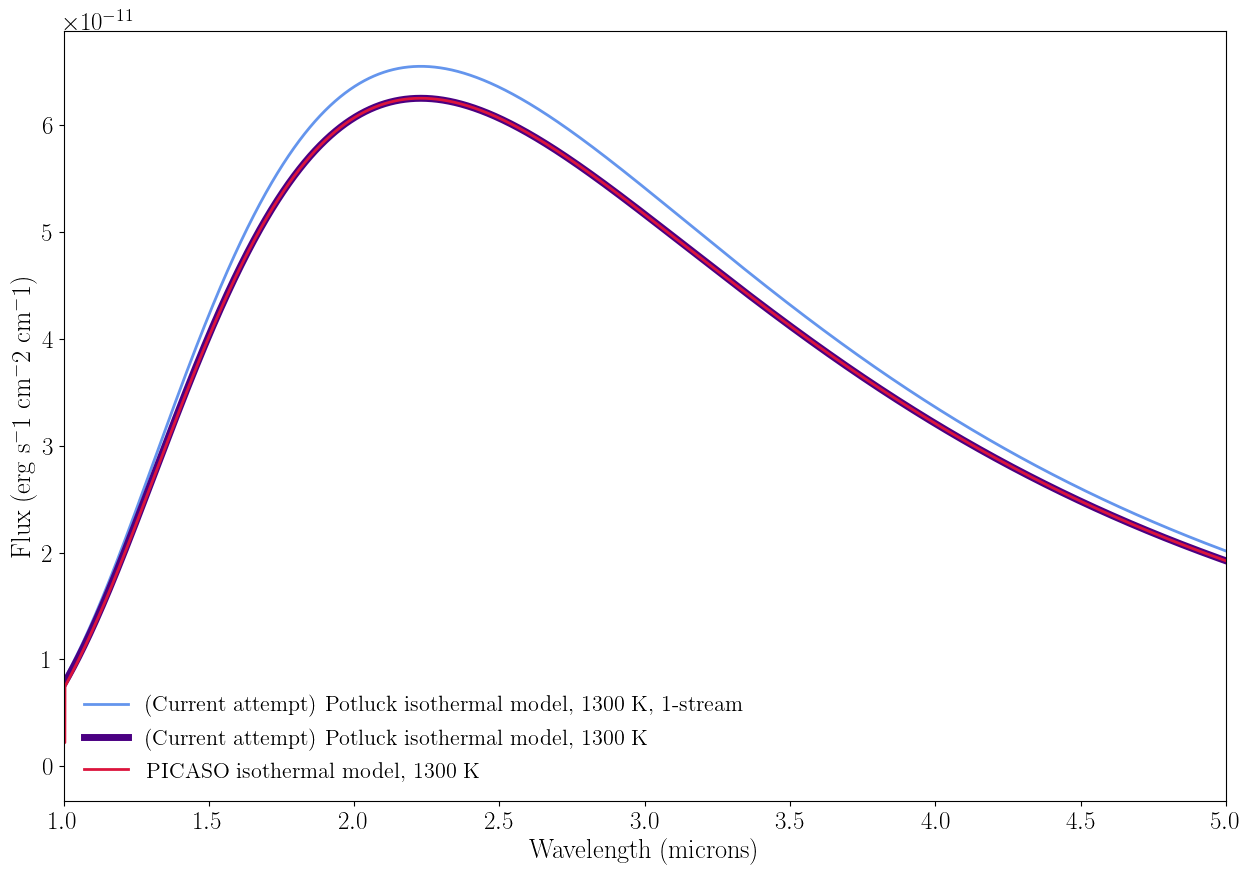 ×10⁻¹¹
6
5
4
3
2
1
0
Flux (erg s−1 cm−2 cm−1)
(Current attempt) Potluck isothermal model, 1300 K, 1-stream
(Current attempt) Potluck isothermal model, 1300 K
PICASO isothermal model, 1300 K
1.0 1.5 2.0 2.5 3.0 3.5 4.0 4.5 5.0
Wavelength (microns)